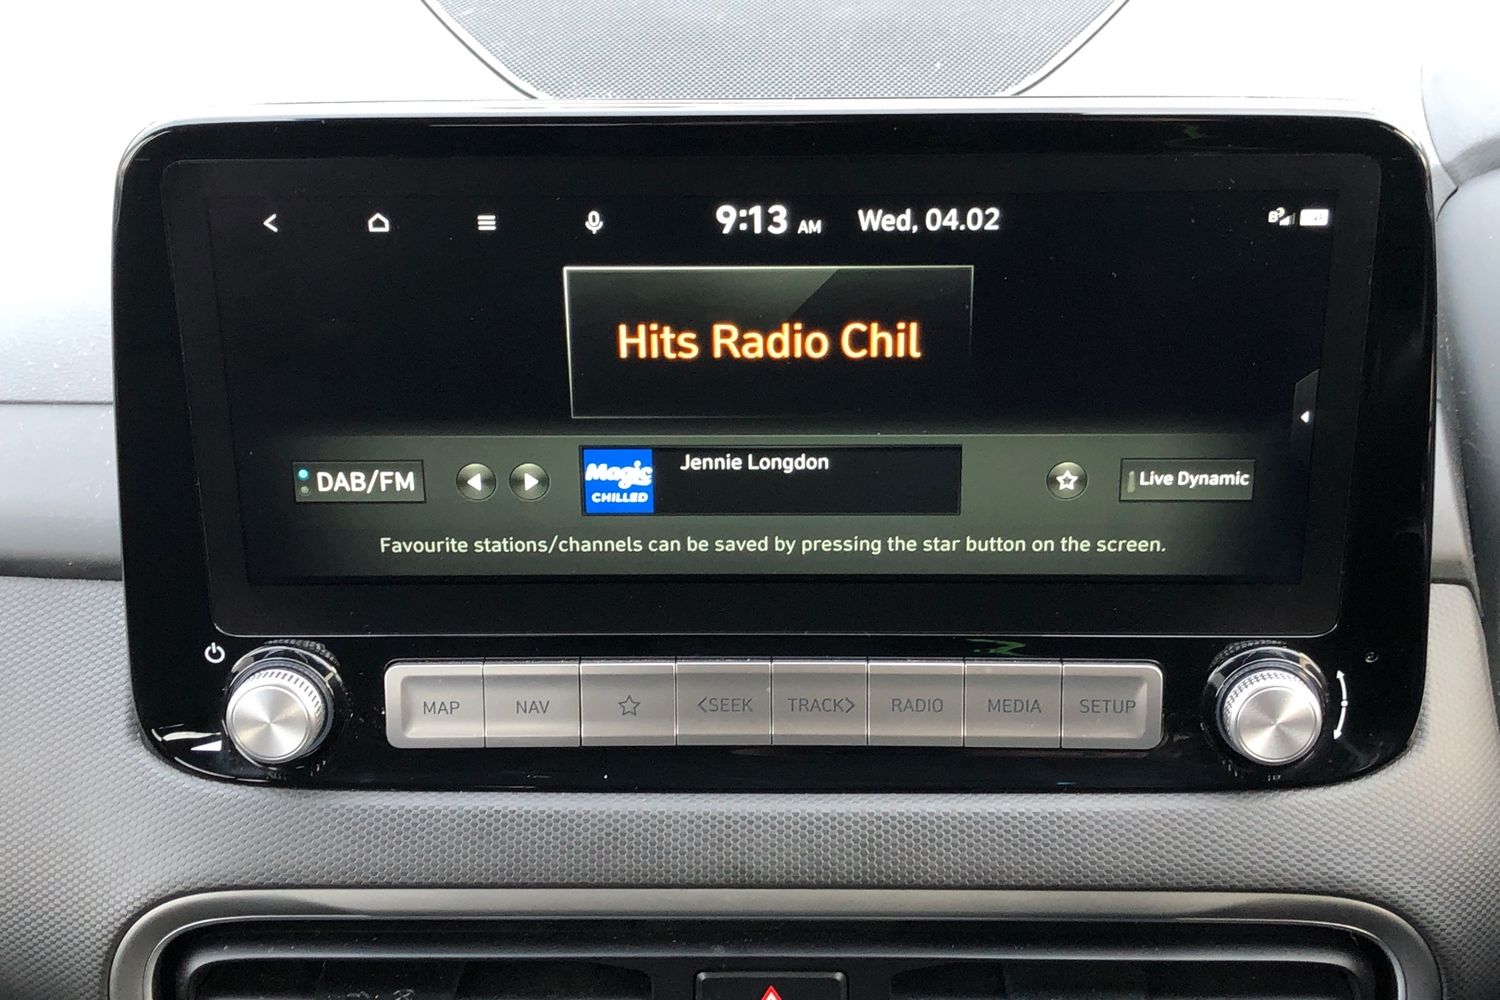 9:13 AM Wed, 04.02
Hits Radio Chil
DAB/FM
Magic
CHILLED
Jennie Longdon
Live Dynamic
Favourite stations/channels can be saved by pressing the star button on the screen.
MAP NAV <SEEK TRACK> RADIO MEDIA SETUP